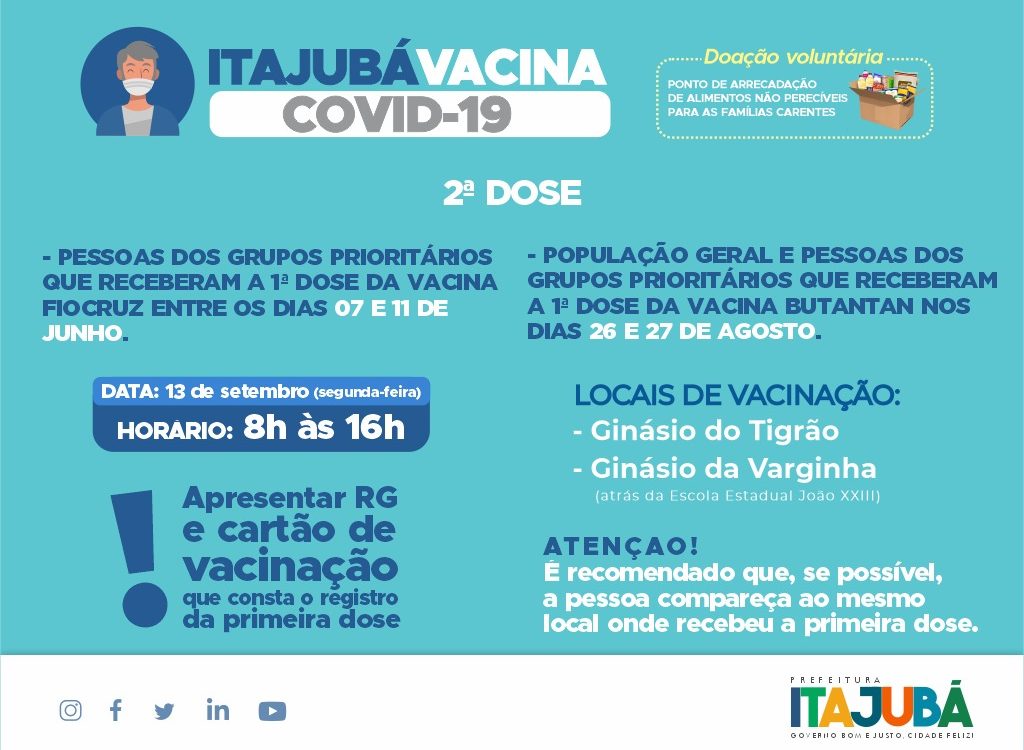 ITAJUBÁVACINA
COVID-19
Doação voluntária
PONTO DE ARRECADAÇÃO
DE ALIMENTOS NÃO PERECÍVEIS
PARA AS FAMÍLIAS CARENTES
2ª DOSE
- PESSOAS DOS GRUPOS PRIORITÁRIOS
QUE RECEBERAM A 1ª DOSE DA VACINA
FIOCRUZ ENTRE OS DIAS 07 E 11 DE
JUNHO.
- POPULAÇÃO GERAL E PESSOAS DOS
GRUPOS PRIORITÁRIOS QUE RECEBERAM
A 1ª DOSE DA VACINA BUTANTAN NOS
DIAS 26 E 27 DE AGOSTO.
DATA: 13 de setembro (segunda-feira)
HORÁRIO: 8h às 16h
LOCAIS DE VACINAÇÃO:
- Ginásio do Tigrão
- Ginásio da Varginha
(atrás da Escola Estadual João XXIII)
! Apresentar RG
e cartão de
vacinação
que consta o registro
da primeira dose
ATENÇAO!
É recomendado que, se possível,
a pessoa compareça ao mesmo
local onde recebeu a primeira dose.
PREFEITURA
ITAJUBÁ
GOVERNO BOM E JUSTO, CIDADE FELIZ!